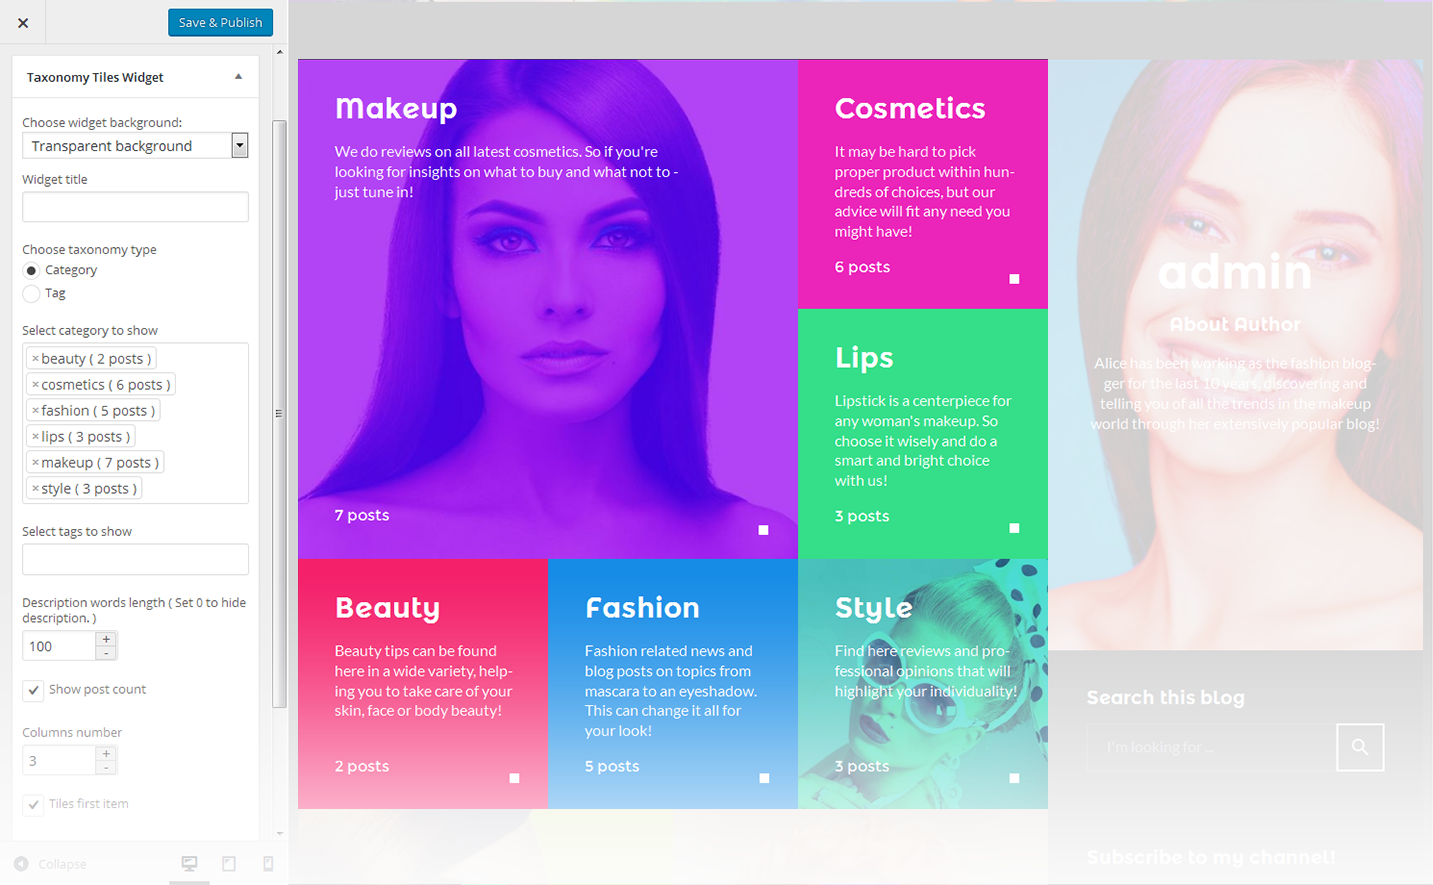 Save & Publish
Taxonomy Tiles Widget
Choose widget background:
Transparent background
Widget title
Choose taxonomy type
Category
Tag
Select category to show
×beauty ( 2 posts )
×cosmetics ( 6 posts )
×fashion ( 5 posts )
×lips ( 3 posts )
×makeup ( 7 posts )
×style ( 3 posts )
Select tags to show
Description words length ( Set 0 to hide
description. )
100
+
-
Show post count
Columns number
3
+
-
Tiles first item
Collapse
Makeup
We do reviews on all latest cosmetics. So if you're
looking for insights on what to buy and what not to -
just tune in!
7 posts
Cosmetics
It may be hard to pick
proper product within hun-
dreds of choices, but our
advice will fit any need you
might have!
6 posts
Lips
Lipstick is a centerpiece for
any woman's makeup. So
choose it wisely and do a
smart and bright choice
with us!
3 posts
Beauty
Beauty tips can be found
here in a wide variety, help-
ing you to take care of your
skin, face or body beauty!
2 posts
Fashion
Fashion related news and
blog posts on topics from
mascara to an eyeshadow.
This can change it all for
your look!
5 posts
Style
Find here reviews and pro-
fessional opinions that will
highlight your individuality!
3 posts
admin
About Author
Alice has been working as the fashion blog-
ger for the last 10 years, discovering and
telling you of all the trends in the makeup
world through her extensively popular blog!
Search this blog
I'm looking for ...
Subscribe to my channel!